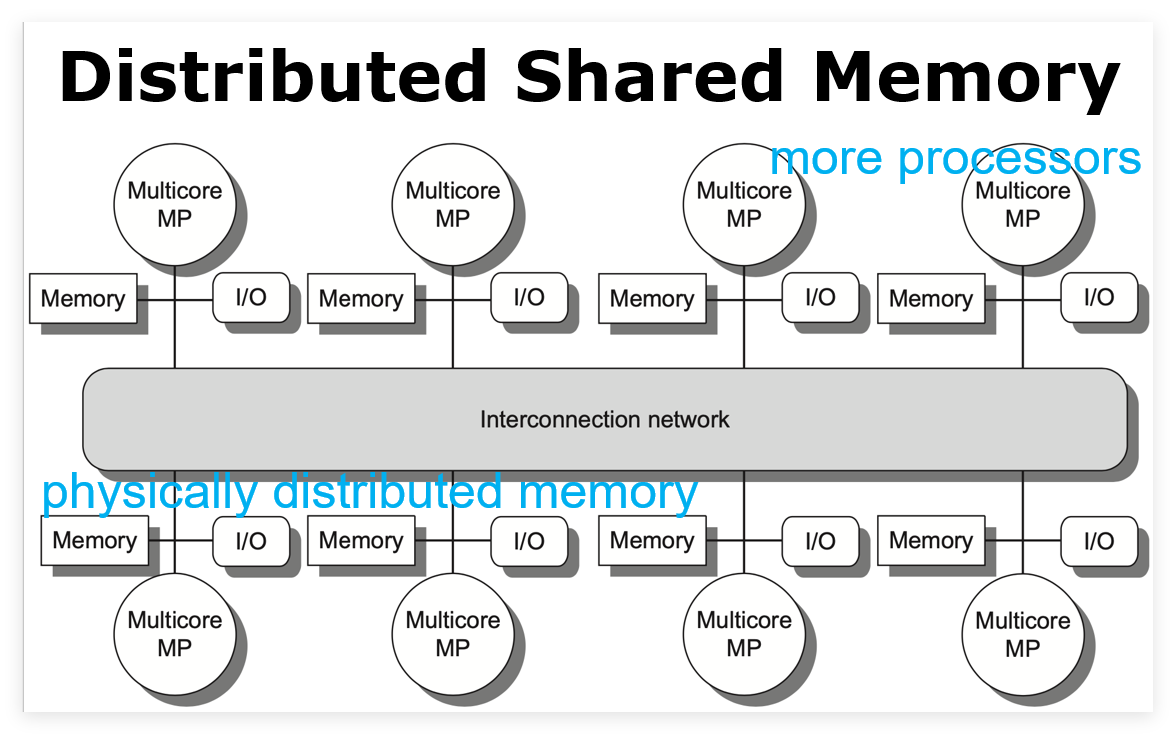 Distributed Shared Memory
more processors
Multicore
MP
Multicore
MP
Multicore
MP
Multicore
MP
Memory
I/O
Memory
I/O
Memory
I/O
Memory
I/O
Interconnection network
physically distributed memory
Memory
I/O
Memory
I/O
Memory
I/O
Memory
I/O
Multicore
MP
Multicore
MP
Multicore
MP
Multicore
MP